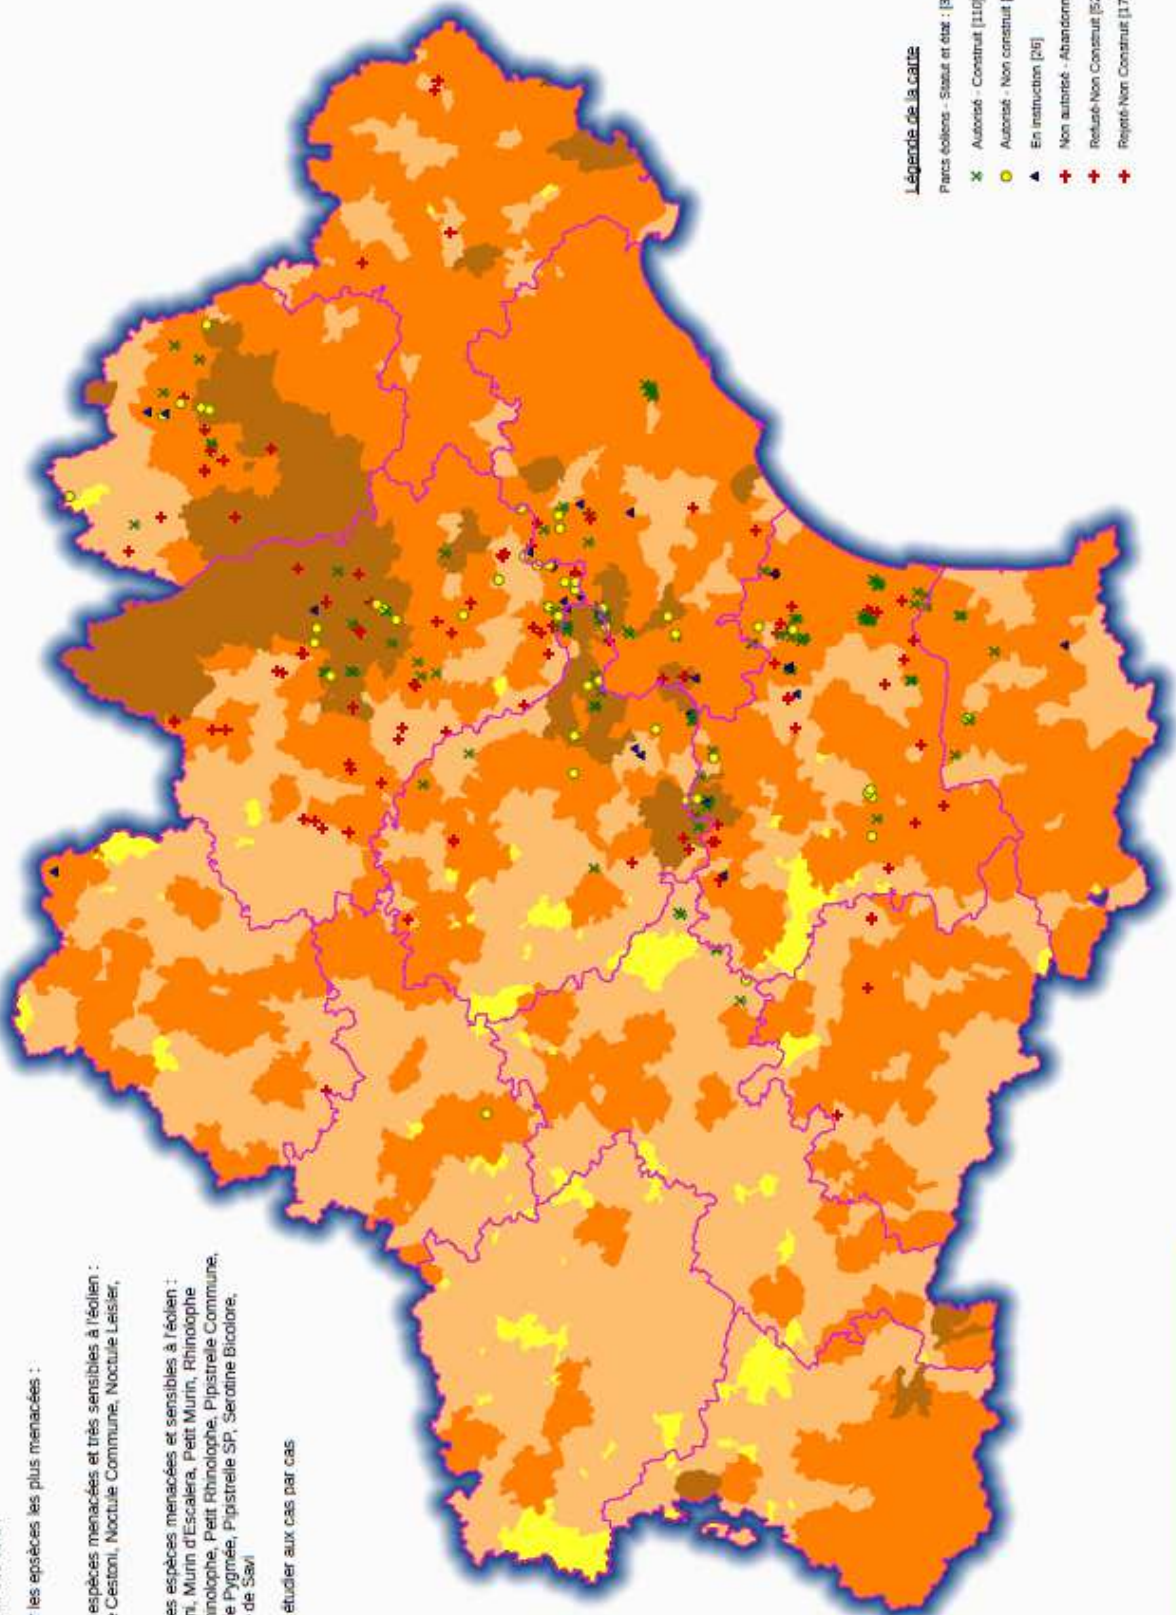 les epsèces les plus menacées :
espèces menacées et très sensibles à l'éolien :
Cestoni, Noctule Commune, Noctule Leisler,
es espèces menacées et sensibles à l'éolien :
ni, Murin d'Escalera, Petit Murin, Rhinolophe
inolophe, Petit Rhinolophe, Pipistrelle Commune,
e Pygmée, Pipistrelle SP, Serotine Bicolore,
de Savi
étudier aux cas par cas
Légende de la carte
Parcs éoliens - Statut et état : [3
Autorisé - Construit [110]
Autorisé - Non construit [
En instruction [26]
Non autorisé - Abandonn
Refusé-Non Construit [52
Rejeté-Non Construit [17